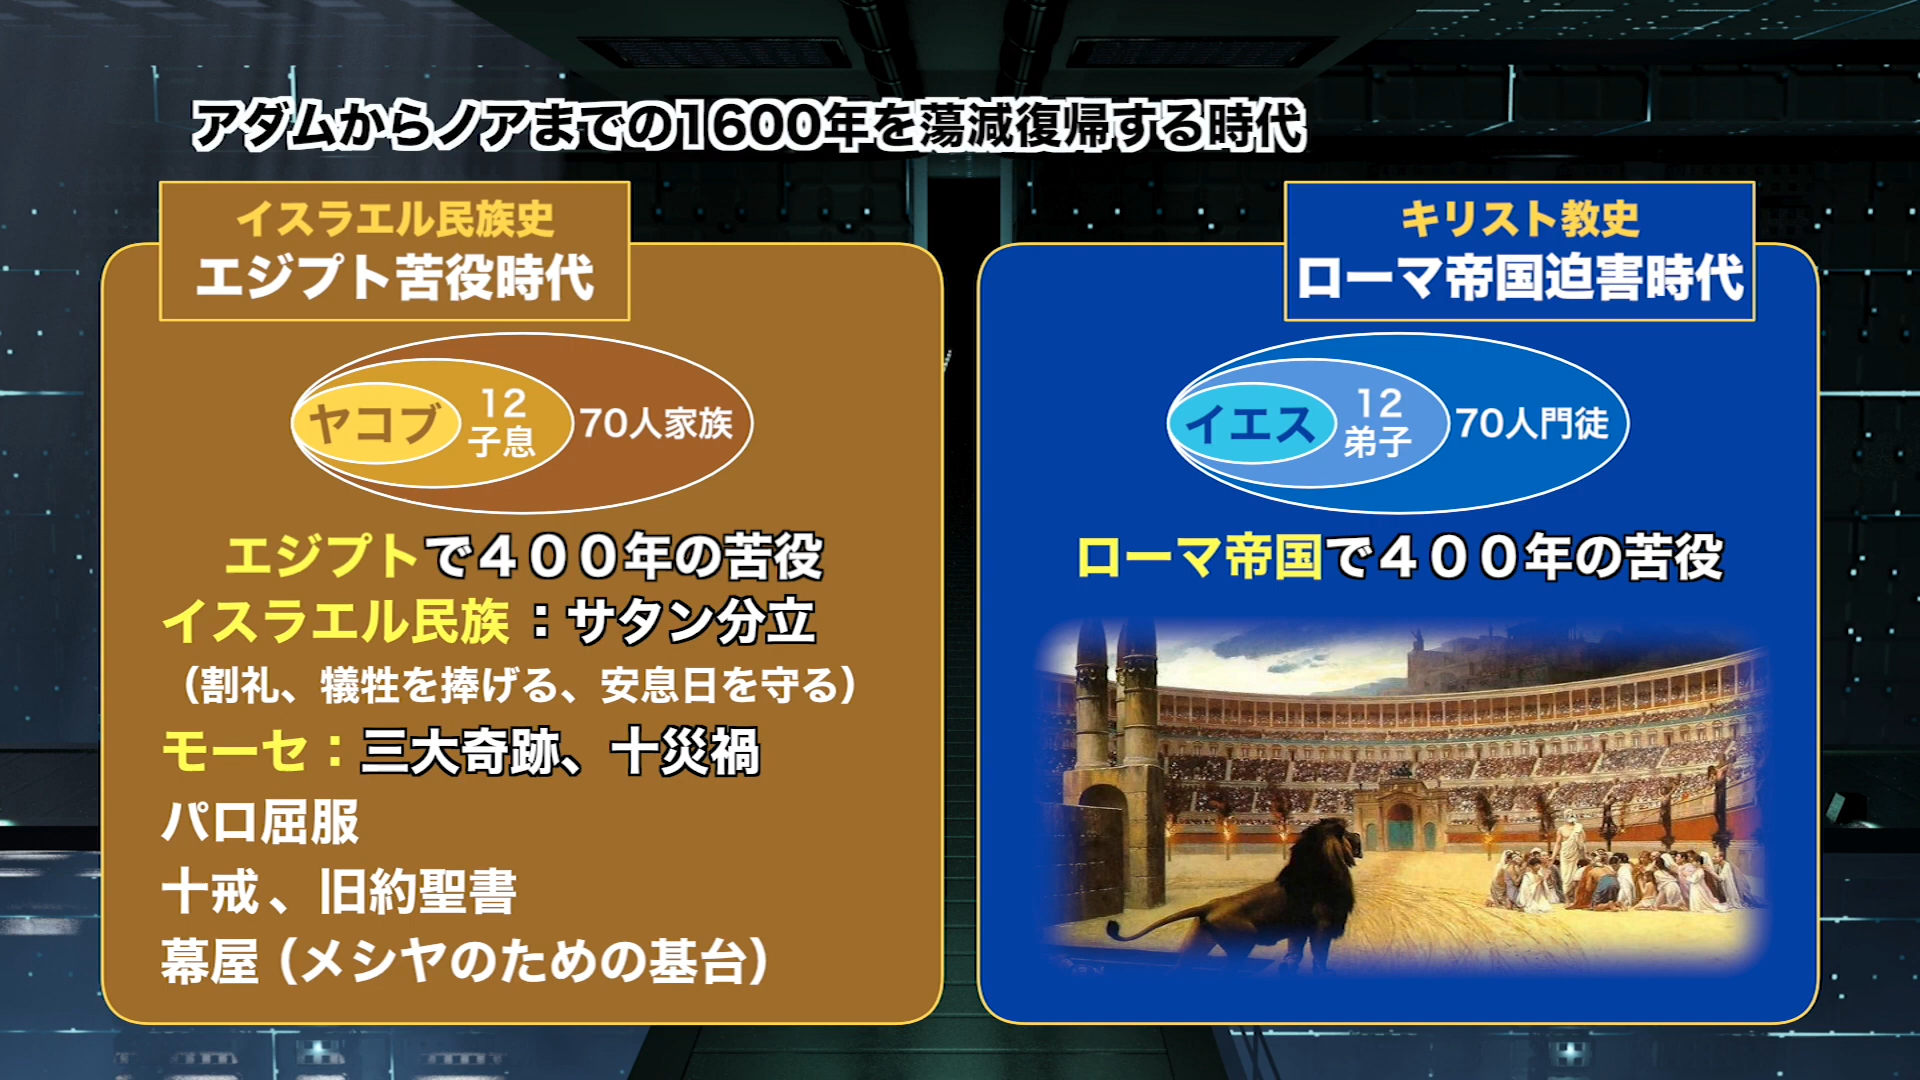 アダムからノアまでの1600年を蕩減復帰する時代
イスラエル民族史
エジプト苦役時代
ヤコブ
12
子息
70人家族
エジプトで４００年の苦役
イスラエル民族：サタン分立
（割礼、犠牲を捧げる、安息日を守る）
モーセ：三大奇跡、十災禍
パロ屈服
十戒、旧約聖書
幕屋（メシヤのための基台）
キリスト教史
ローマ帝国迫害時代
イエス
12
弟子
70人門徒
ローマ帝国で４００年の苦役